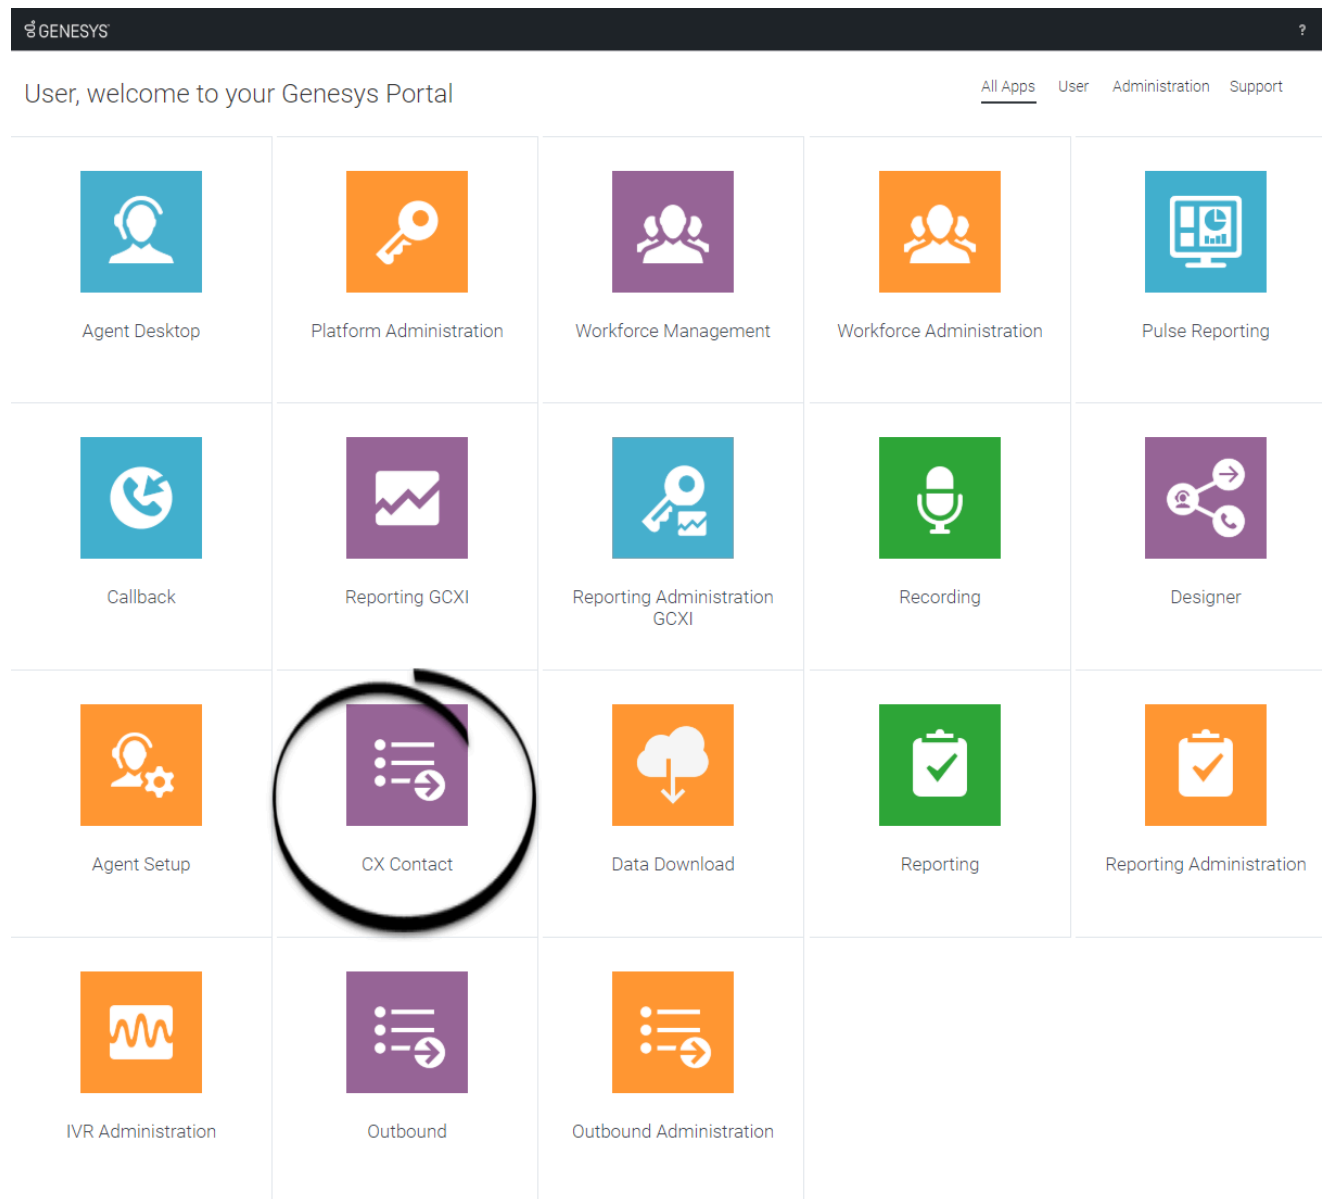 GENESYS
?
User, welcome to your Genesys Portal
All Apps User Administration Support
Agent Desktop
Platform Administration
Workforce Management
Workforce Administration
Pulse Reporting
Callback
Reporting GCXI
Reporting Administration
GCXI
Recording
Designer
Agent Setup
CX Contact
Data Download
Reporting
Reporting Administration
IVR Administration
Outbound
Outbound Administration